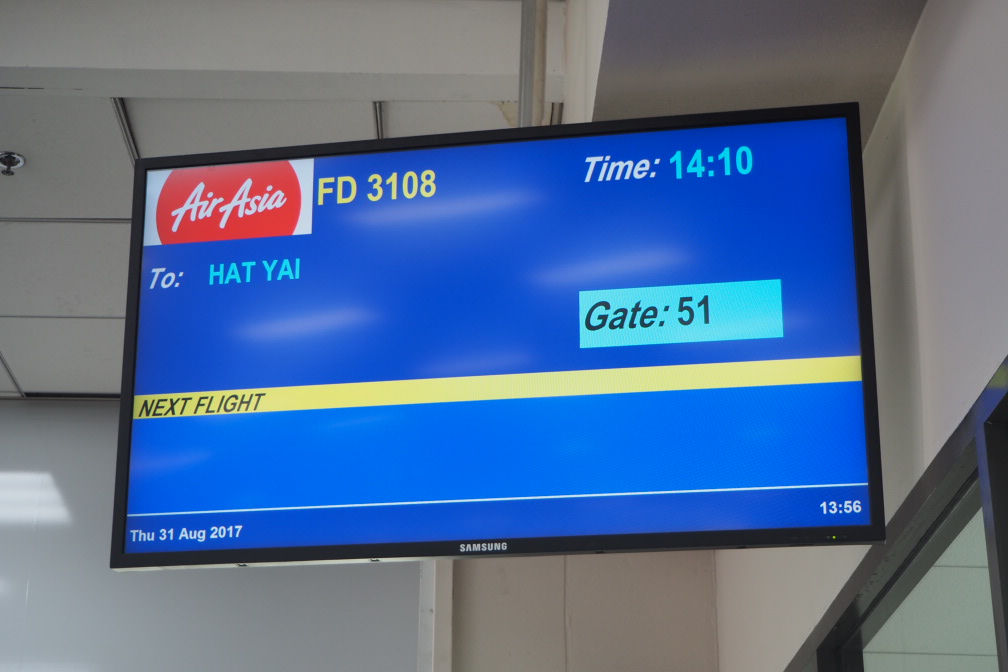 AirAsia
FD 3108
Time: 14:10
To: HAT YAI
Gate: 51
NEXT FLIGHT
Thu 31 Aug 2017
13:56
SAMSUNG